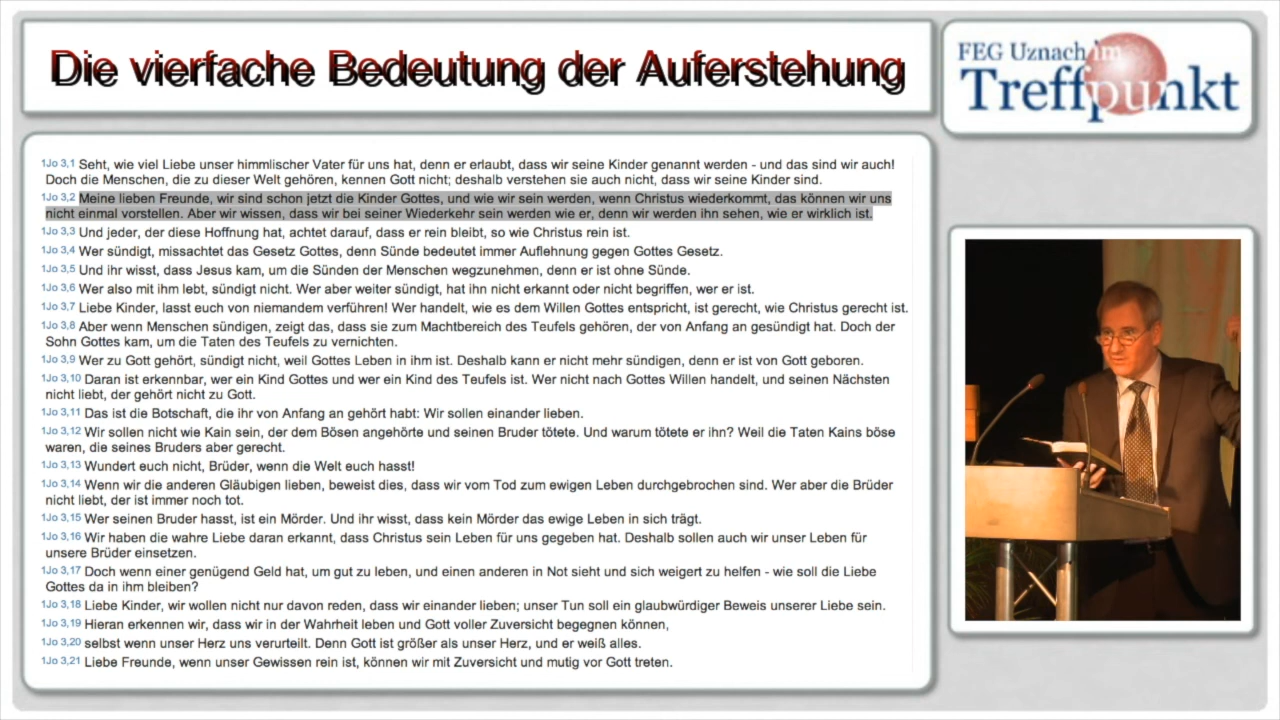 Die vierfache Bedeutung der Auferstehung
FEG Uznach im
Treffpunkt
1Jo 3,1 Seht, wie viel Liebe unser himmlischer Vater für uns hat, denn er erlaubt, dass wir seine Kinder genannt werden - und das sind wir auch!
Doch die Menschen, die zu dieser Welt gehören, kennen Gott nicht; deshalb verstehen sie auch nicht, dass wir seine Kinder sind.
1Jo 3,2 Meine lieben Freunde, wir sind schon jetzt die Kinder Gottes, und wie wir sein werden, wenn Christus wiederkommt, das können wir uns
nicht einmal vorstellen. Aber wir wissen, dass wir bei seiner Wiederkehr sein werden wie er, denn wir werden ihn sehen, wie er wirklich ist.
1Jo 3,3 Und jeder, der diese Hoffnung hat, achtet darauf, dass er rein bleibt, so wie Christus rein ist.
1Jo 3,4 Wer sündigt, missachtet das Gesetz Gottes, denn Sünde bedeutet immer Auflehnung gegen Gottes Gesetz.
1Jo 3,5 Und ihr wisst, dass Jesus kam, um die Sünden der Menschen wegzunehmen, denn er ist ohne Sünde.
1Jo 3,6 Wer also mit ihm lebt, sündigt nicht. Wer aber weiter sündigt, hat ihn nicht erkannt oder nicht begriffen, wer er ist.
1Jo 3,7 Liebe Kinder, lasst euch von niemandem verführen! Wer handelt, wie es dem Willen Gottes entspricht, ist gerecht, wie Christus gerecht ist.
1Jo 3,8 Aber wenn Menschen sündigen, zeigt das, dass sie zum Machtbereich des Teufels gehören, der von Anfang an gesündigt hat. Doch der
Sohn Gottes kam, um die Taten des Teufels zu vernichten.
1Jo 3,9 Wer zu Gott gehört, sündigt nicht, weil Gottes Leben in ihm ist. Deshalb kann er nicht mehr sündigen, denn er ist von Gott geboren.
1Jo 3,10 Daran ist erkennbar, wer ein Kind Gottes und wer ein Kind des Teufels ist. Wer nicht nach Gottes Willen handelt, und seinen Nächsten
nicht liebt, der gehört nicht zu Gott.
1Jo 3,11 Das ist die Botschaft, die ihr von Anfang an gehört habt: Wir sollen einander lieben.
1Jo 3,12 Wir sollen nicht wie Kain sein, der dem Bösen angehörte und seinen Bruder tötete. Und warum tötete er ihn? Weil die Taten Kains böse
waren, die seines Bruders aber gerecht.
1Jo 3,13 Wundert euch nicht, Brüder, wenn die Welt euch hasst!
1Jo 3,14 Wenn wir die anderen Gläubigen lieben, beweist dies, dass wir vom Tod zum ewigen Leben durchgebrochen sind. Wer aber die Brüder
nicht liebt, der ist immer noch tot.
1Jo 3,15 Wer seinen Bruder hasst, ist ein Mörder. Und ihr wisst, dass kein Mörder das ewige Leben in sich trägt.
1Jo 3,16 Wir haben die wahre Liebe daran erkannt, dass Christus sein Leben für uns gegeben hat. Deshalb sollen auch wir unser Leben für
unsere Brüder einsetzen.
1Jo 3,17 Doch wenn einer genügend Geld hat, um gut zu leben, und einen anderen in Not sieht und sich weigert zu helfen - wie soll die Liebe
Gottes da in ihm bleiben?
1Jo 3,18 Liebe Kinder, wir wollen nicht nur davon reden, dass wir einander lieben; unser Tun soll ein glaubwürdiger Beweis unserer Liebe sein.
1Jo 3,19 Hieran erkennen wir, dass wir in der Wahrheit leben und Gott voller Zuversicht begegnen können,
1Jo 3,20 selbst wenn unser Herz uns verurteilt. Denn Gott ist größer als unser Herz, und er weiß alles.
1Jo 3,21 Liebe Freunde, wenn unser Gewissen rein ist, können wir mit Zuversicht und mutig vor Gott treten.